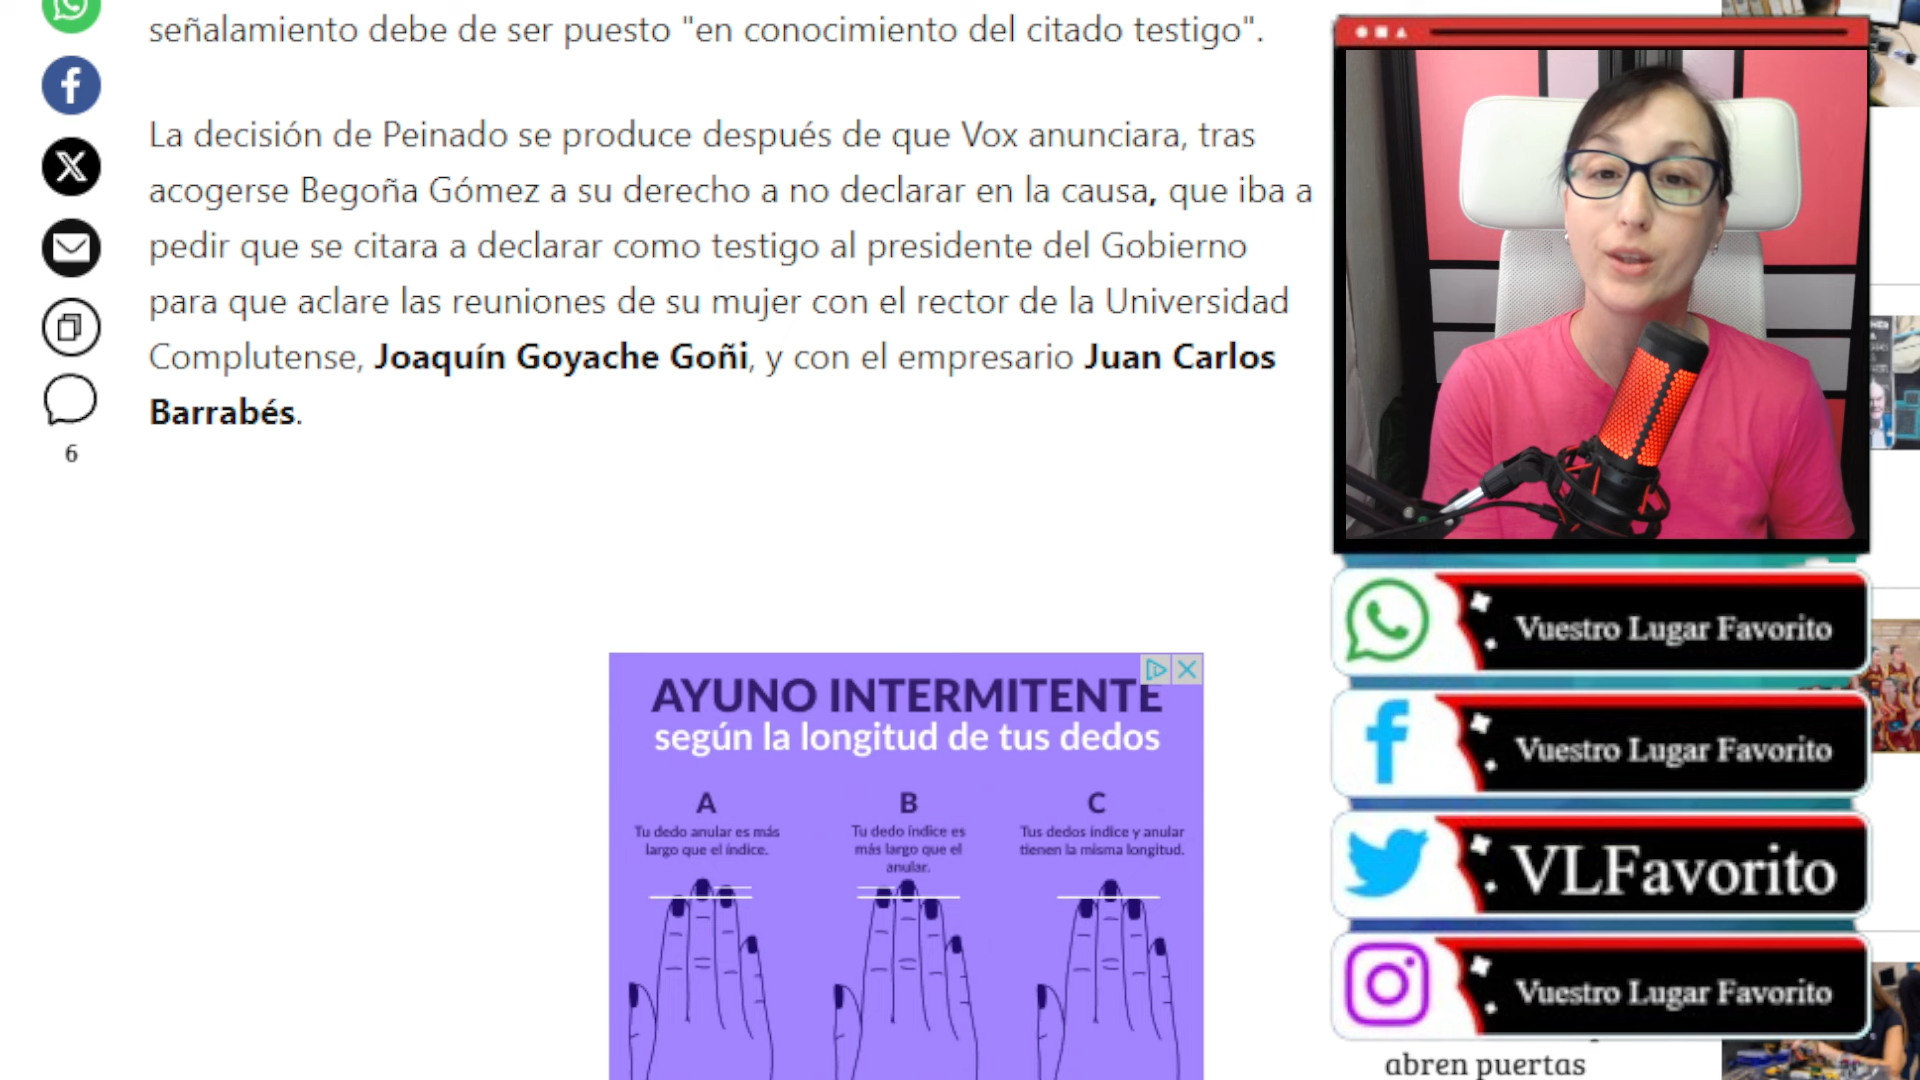 señalamiento debe de ser puesto "en conocimiento del citado testigo".
La decisión de Peinado se produce después de que Vox anunciara, tras
acogerse Begoña Gómez a su derecho a no declarar en la causa, que iba a
pedir que se citara a declarar como testigo al presidente del Gobierno
para que aclare las reuniones de su mujer con el rector de la Universidad
Complutense, Joaquín Goyache Goñi, y con el empresario Juan Carlos
Barrabés.
6
AYUNO INTERMITENTE
según la longitud de tus dedos
A
Tu dedo anular es más
largo que el índice.
B
Tu dedo índice es
más largo que el
anular.
C
Tus dedos índice y anular
tienen la misma longitud.
Vuestro Lugar Favorito
Vuestro Lugar Favorito
VLFavorito
Vuestro Lugar Favorito
abren puertas